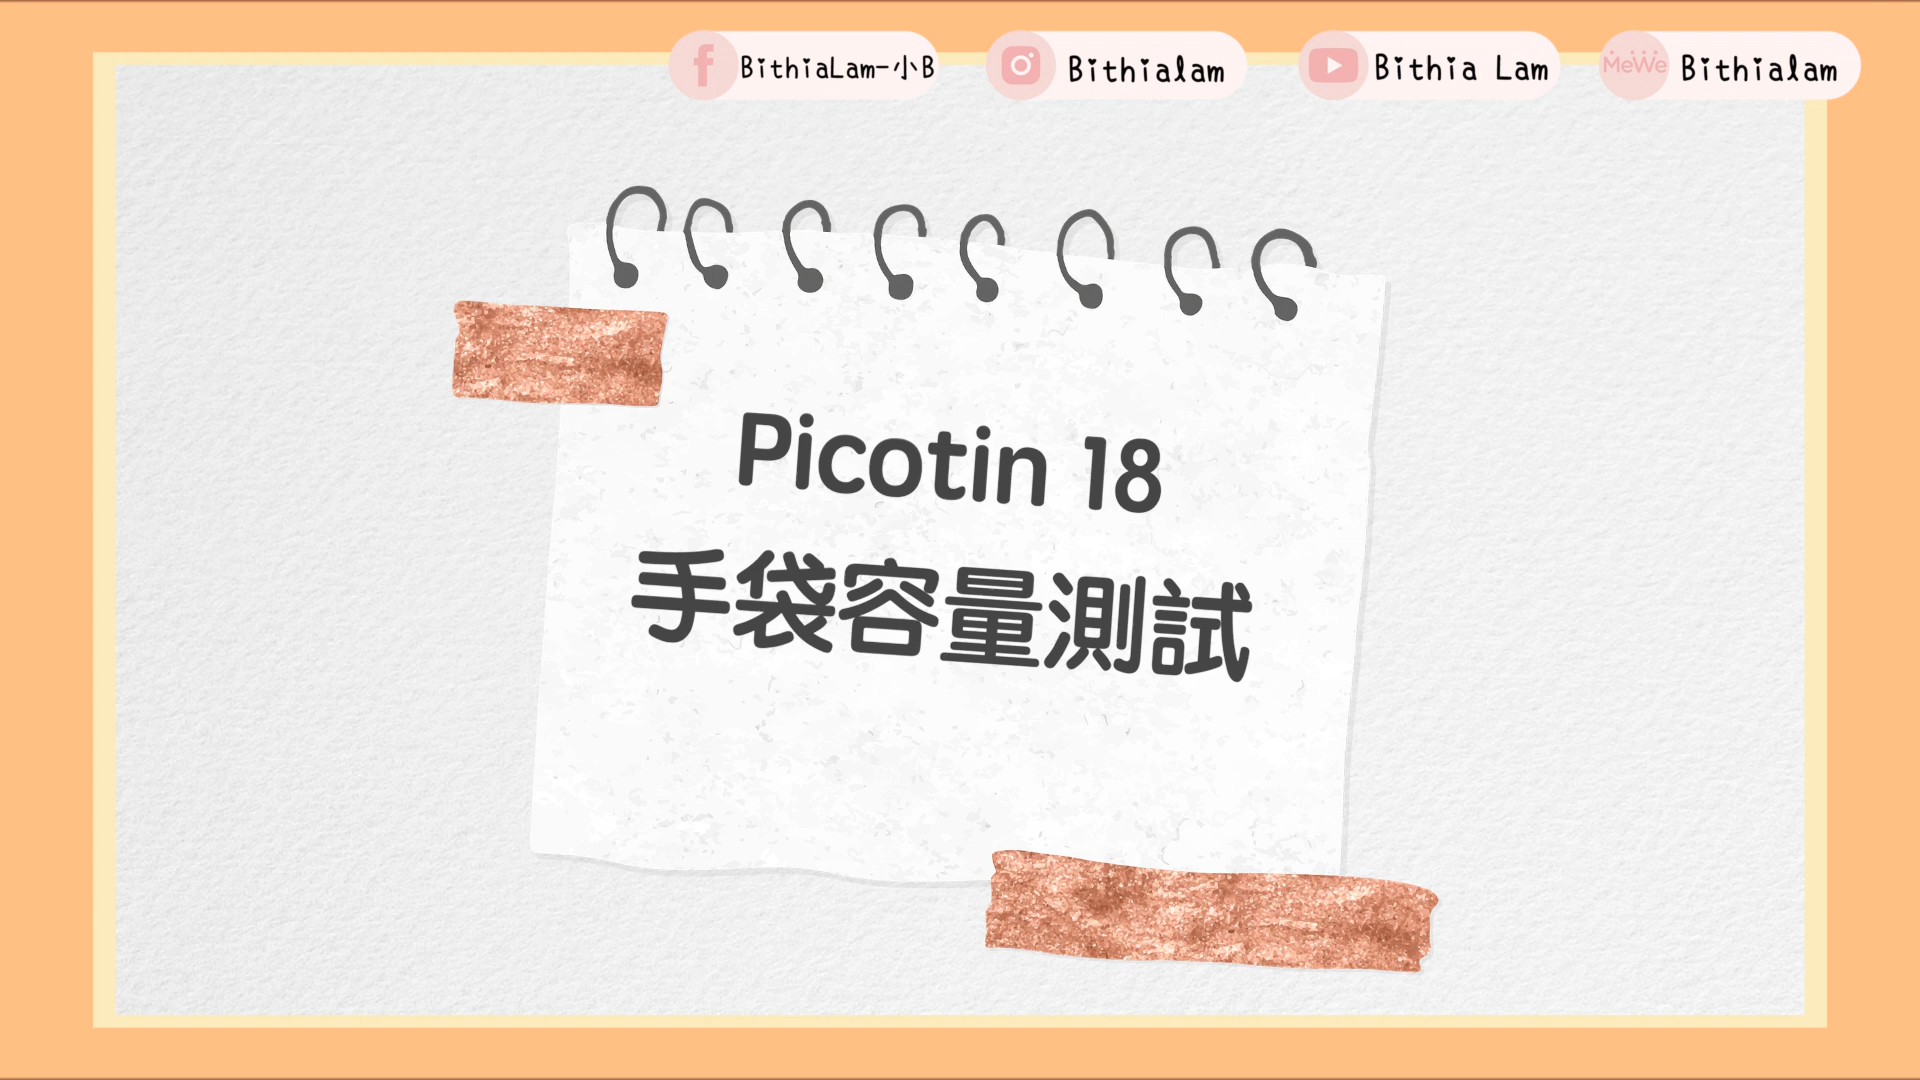 BithiaLam-小B
Bithialam
Bithia Lam
MeWe
Bithialam
Picotin 18
手袋容量測試